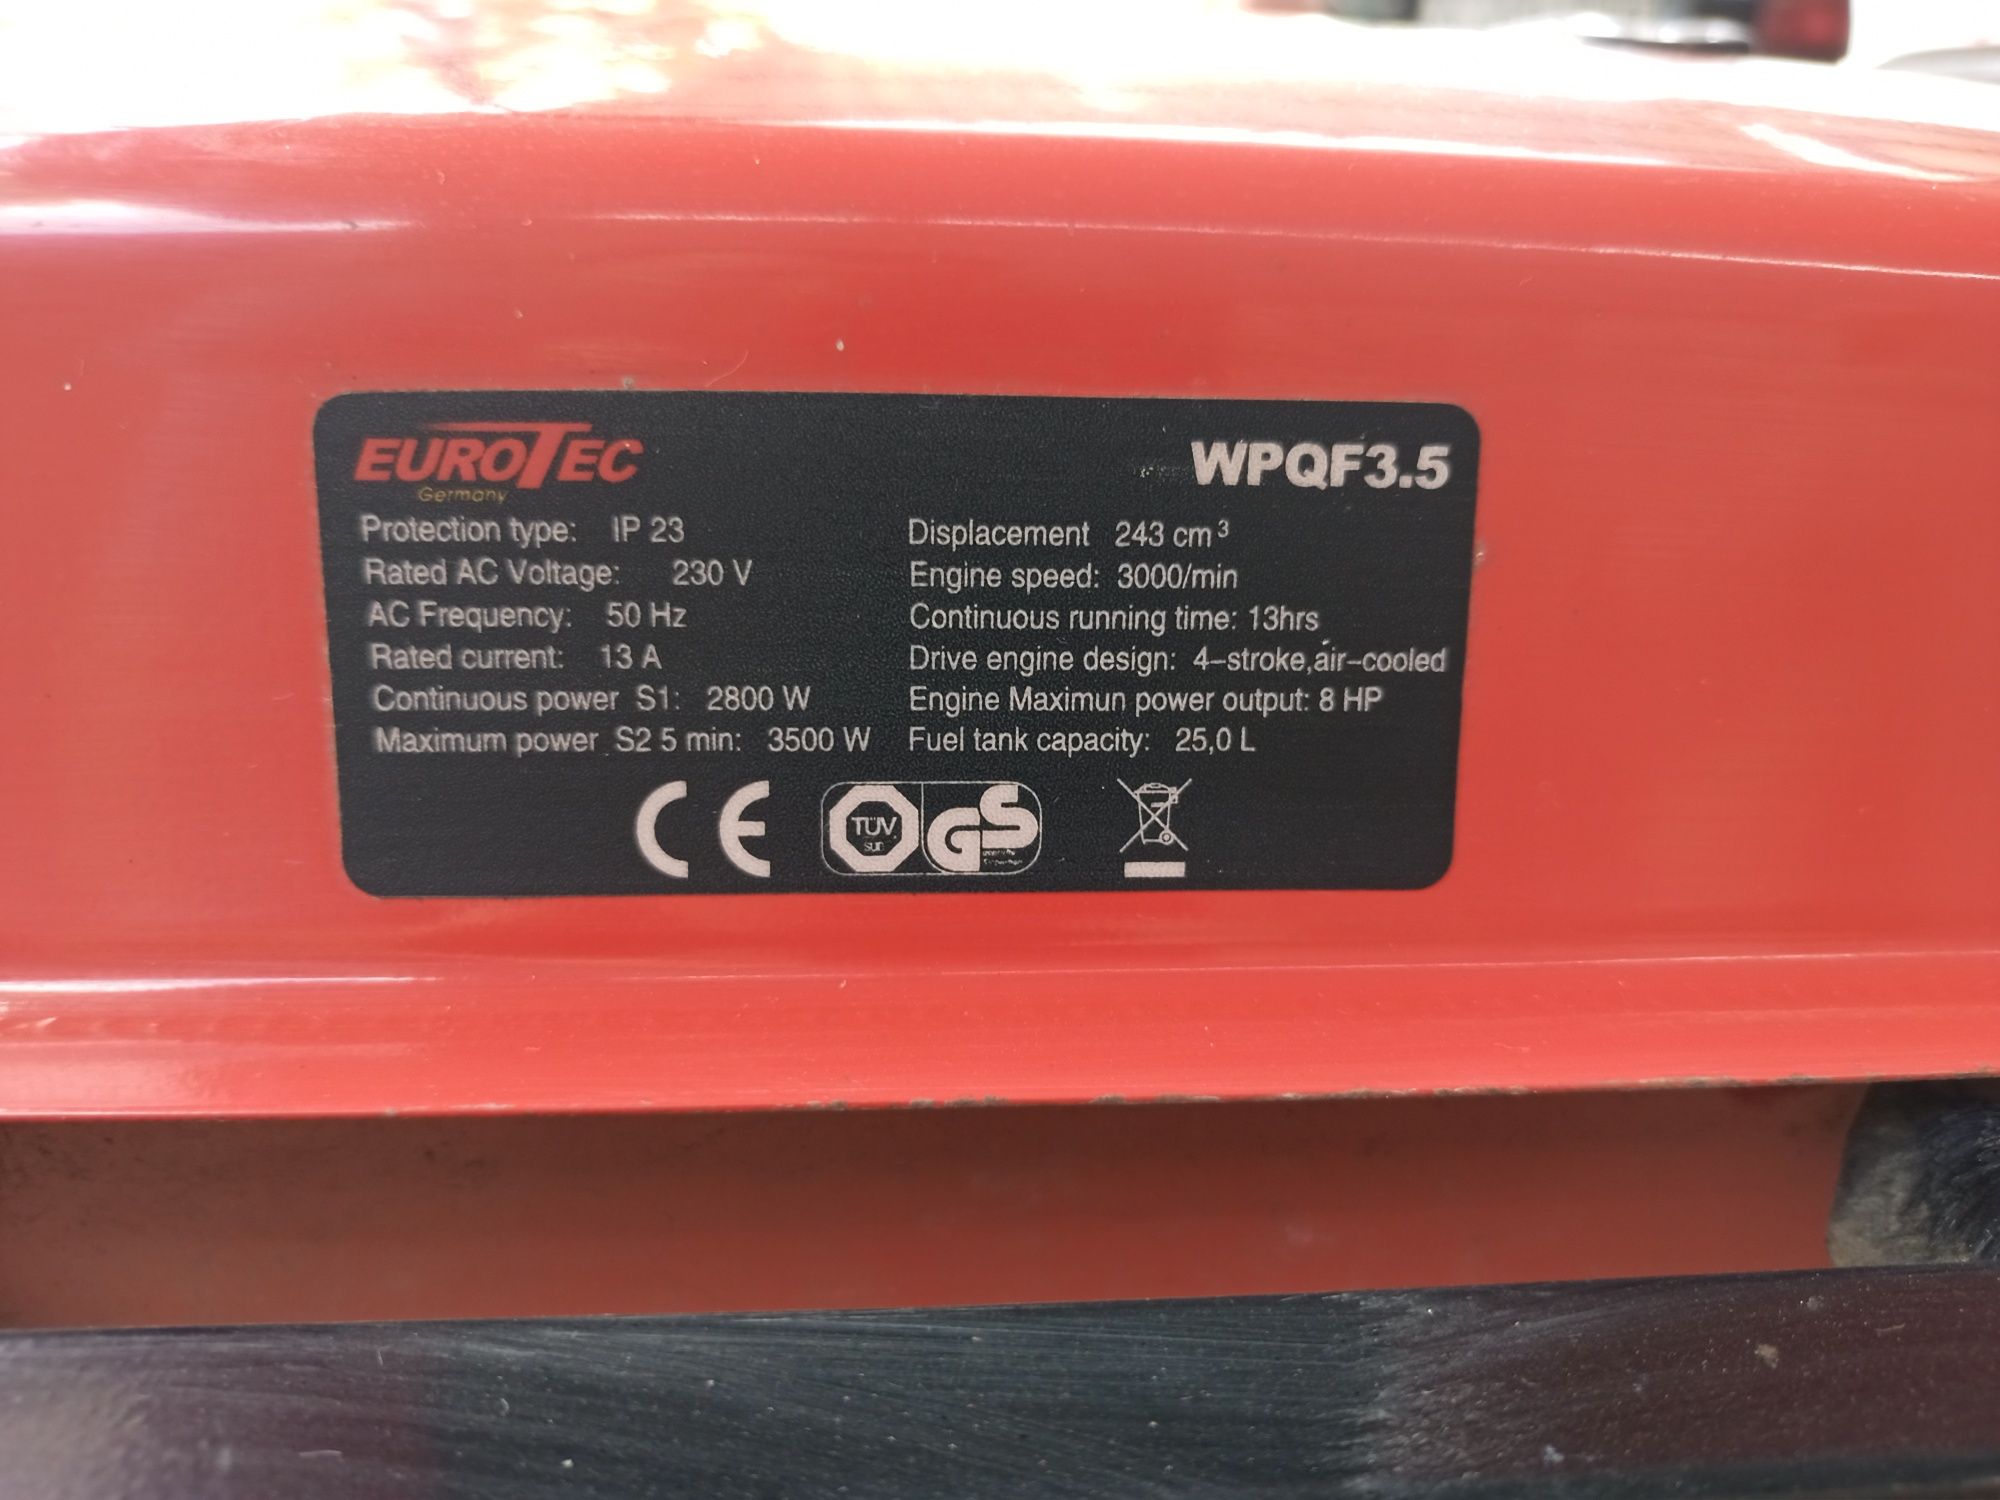 EUROTEC
Germany
WPQF3.5
Protection type: IP 23
Rated AC Voltage: 230 V
AC Frequency: 50 Hz
Rated current: 13 A
Continuous power S1: 2800 W
Maximum power S2 5 min: 3500 W
Displacement 243 cm³
Engine speed: 3000/min
Continuous running time: 13hrs
Drive engine design: 4-stroke,air-cooled
Engine Maximun power output: 8 HP
Fuel tank capacity: 25,0 L
CE
TÜV
SÜD
GS